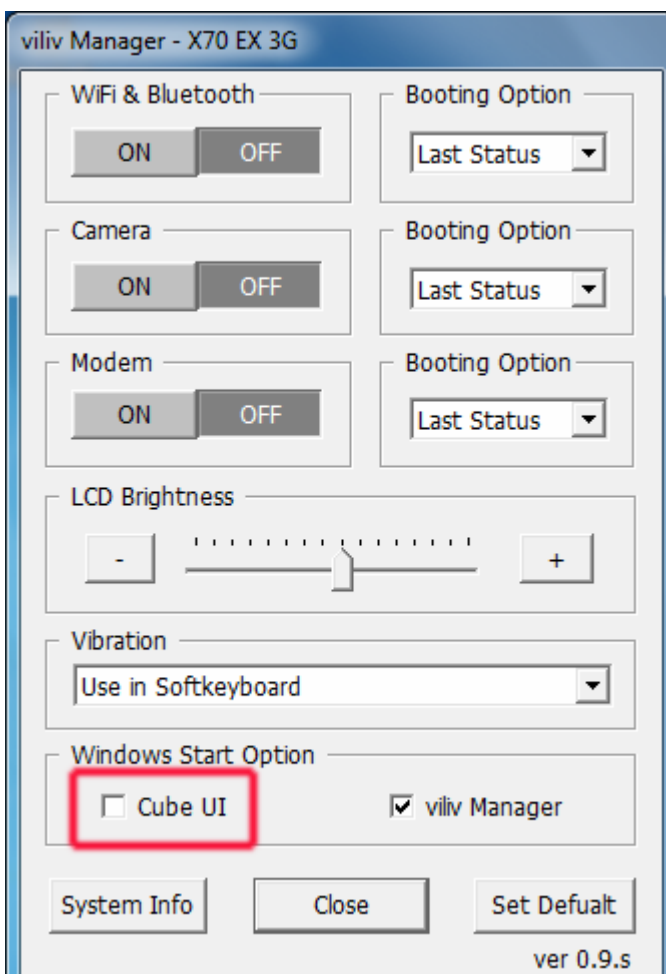 viliv Manager - X70 EX 3G
WiFi & Bluetooth
Booting Option
ON OFF
Last Status
Camera
Booting Option
ON OFF
Last Status
Modem
Booting Option
ON OFF
Last Status
LCD Brightness
- +
Vibration
Use in Softkeyboard
Windows Start Option
Cube UI
viliv Manager
System Info
Close
Set Defualt
ver 0.9.s